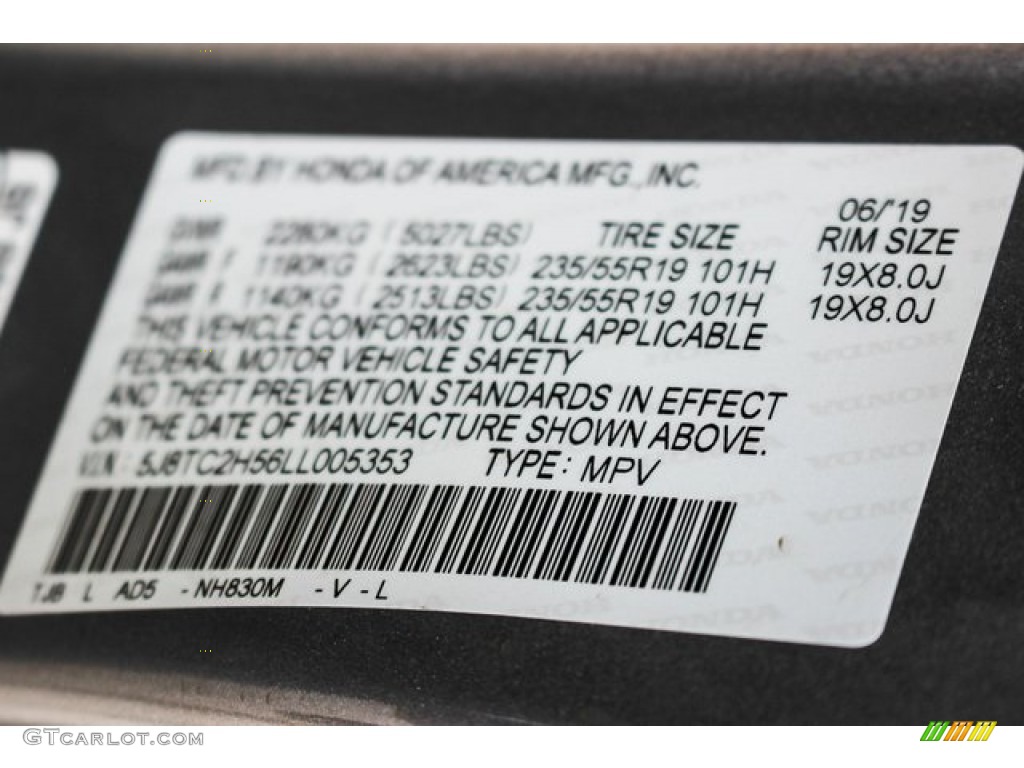 MFD.BY HONDA OF AMERICA MFG.,INC.
06/'19
GVWR 2280KG ( 5027LBS) TIRE SIZE RIM SIZE
GAWR F 1190KG ( 2623LBS) 235/55R19 101H 19X8.0J
GAWR R 1140KG ( 2513LBS) 235/55R19 101H 19X8.0J
THIS VEHICLE CONFORMS TO ALL APPLICABLE
FEDERAL MOTOR VEHICLE SAFETY
AND THEFT PREVENTION STANDARDS IN EFFECT
ON THE DATE OF MANUFACTURE SHOWN ABOVE.
VIN: 5J8TC2H56LL005353 TYPE: MPV
TJB L AD5 -NH830M -V-L
GTCARLOT.COM